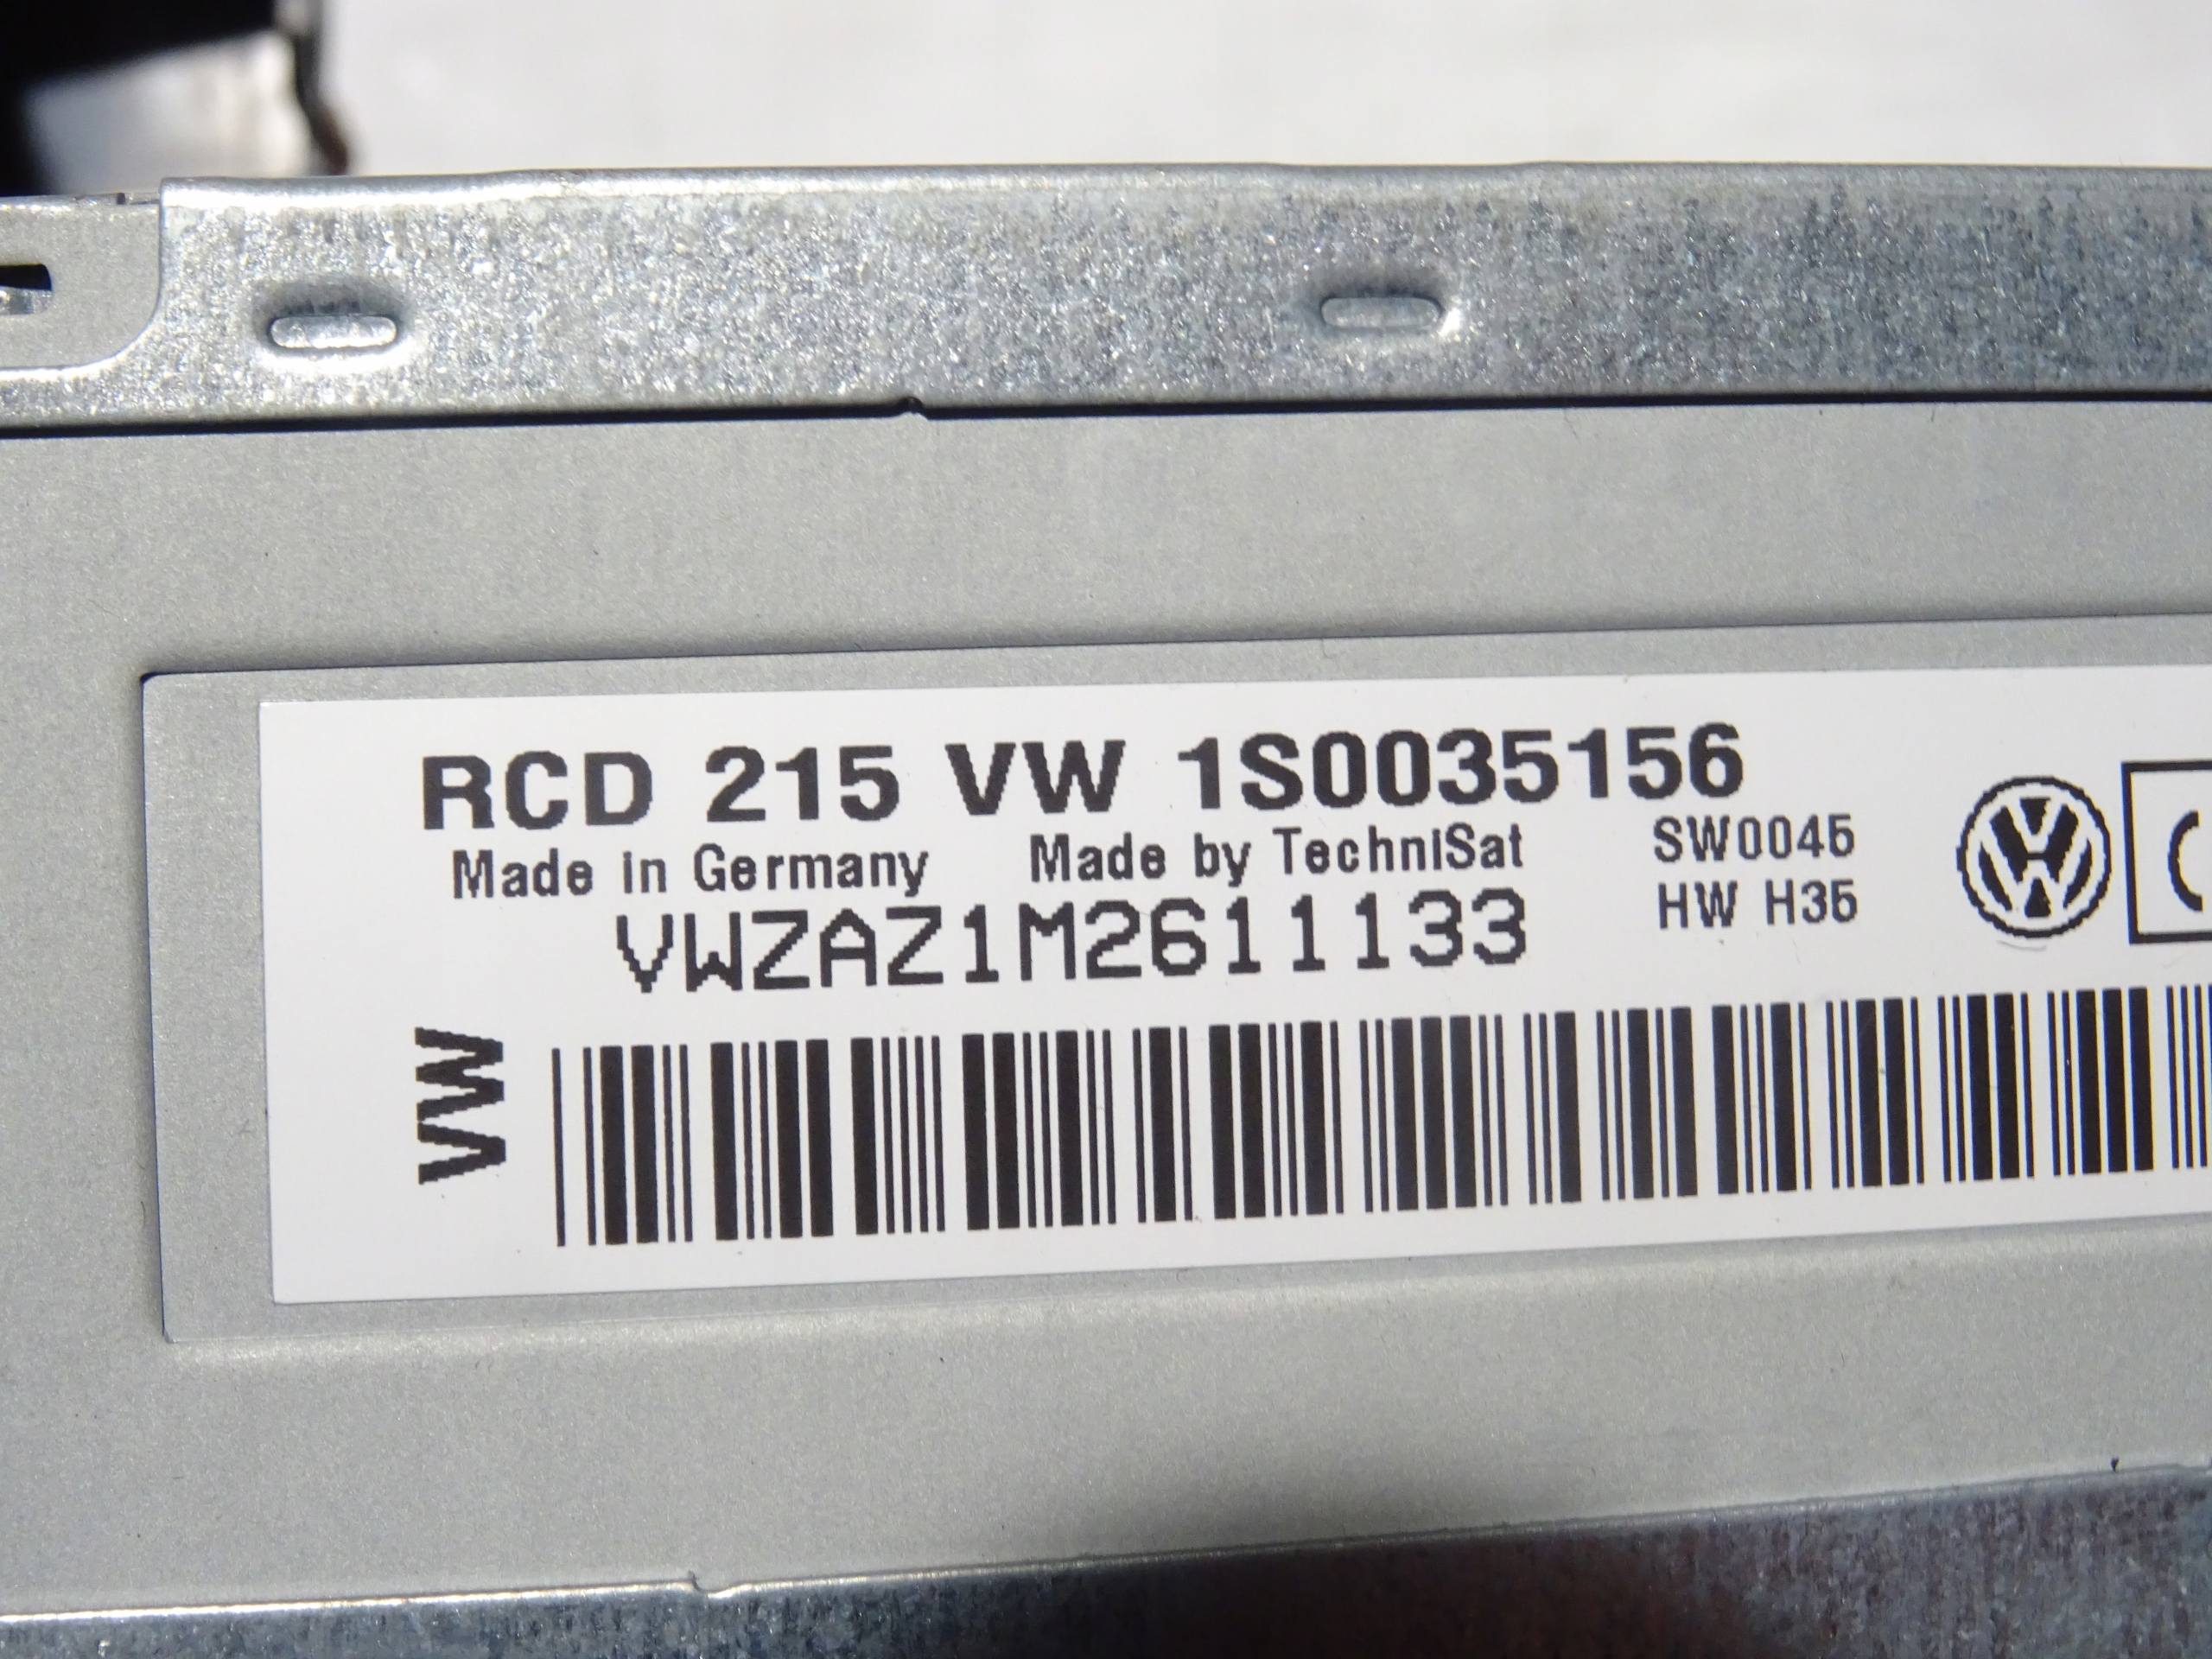 RCD 215 VW 1S0035156
Made in Germany Made by TechniSat SW0045
VWZAZ1M2611133 HW H35
VW